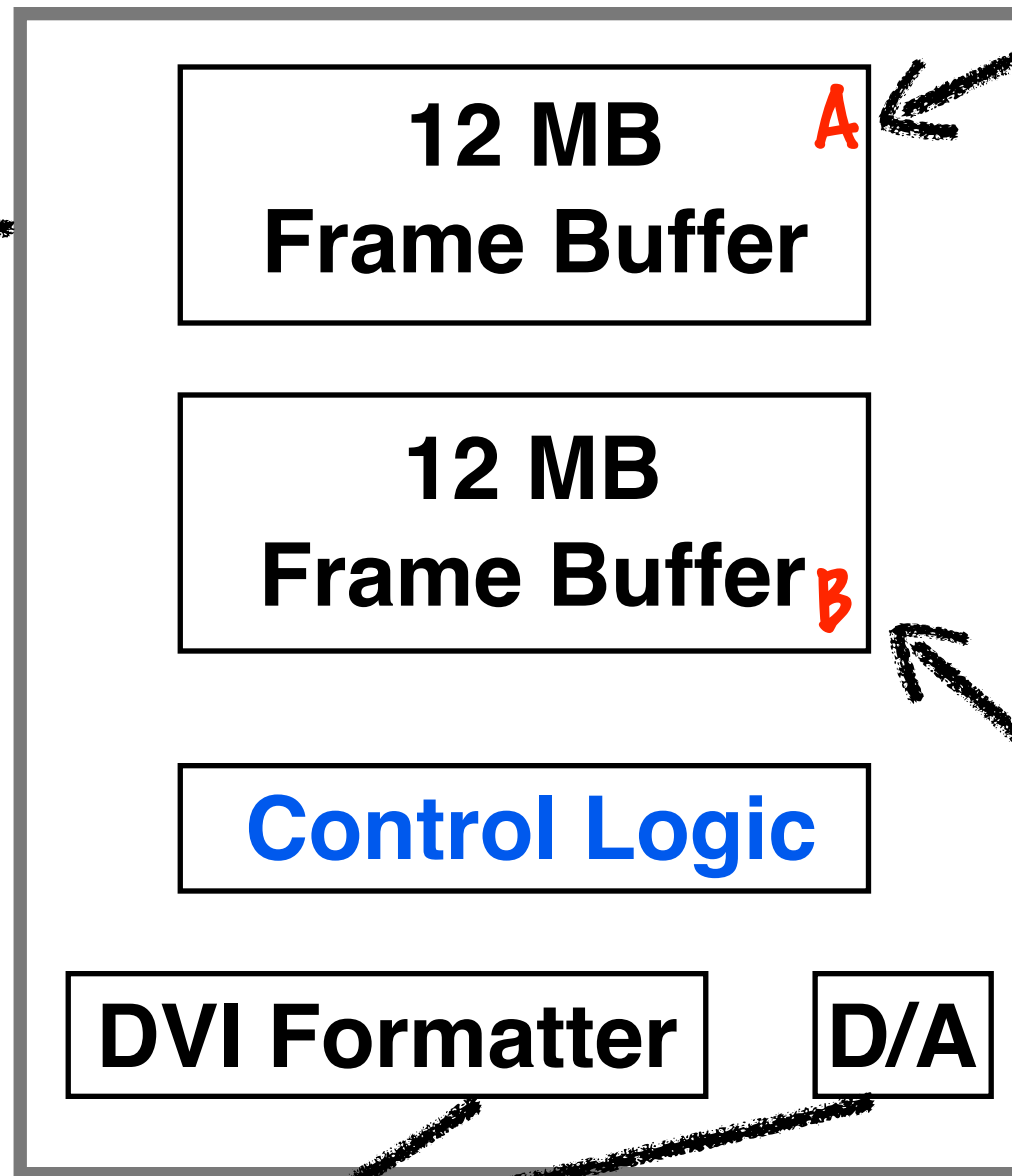 12 MB A
Frame Buffer
12 MB
Frame Buffer B
Control Logic
DVI Formatter D/A